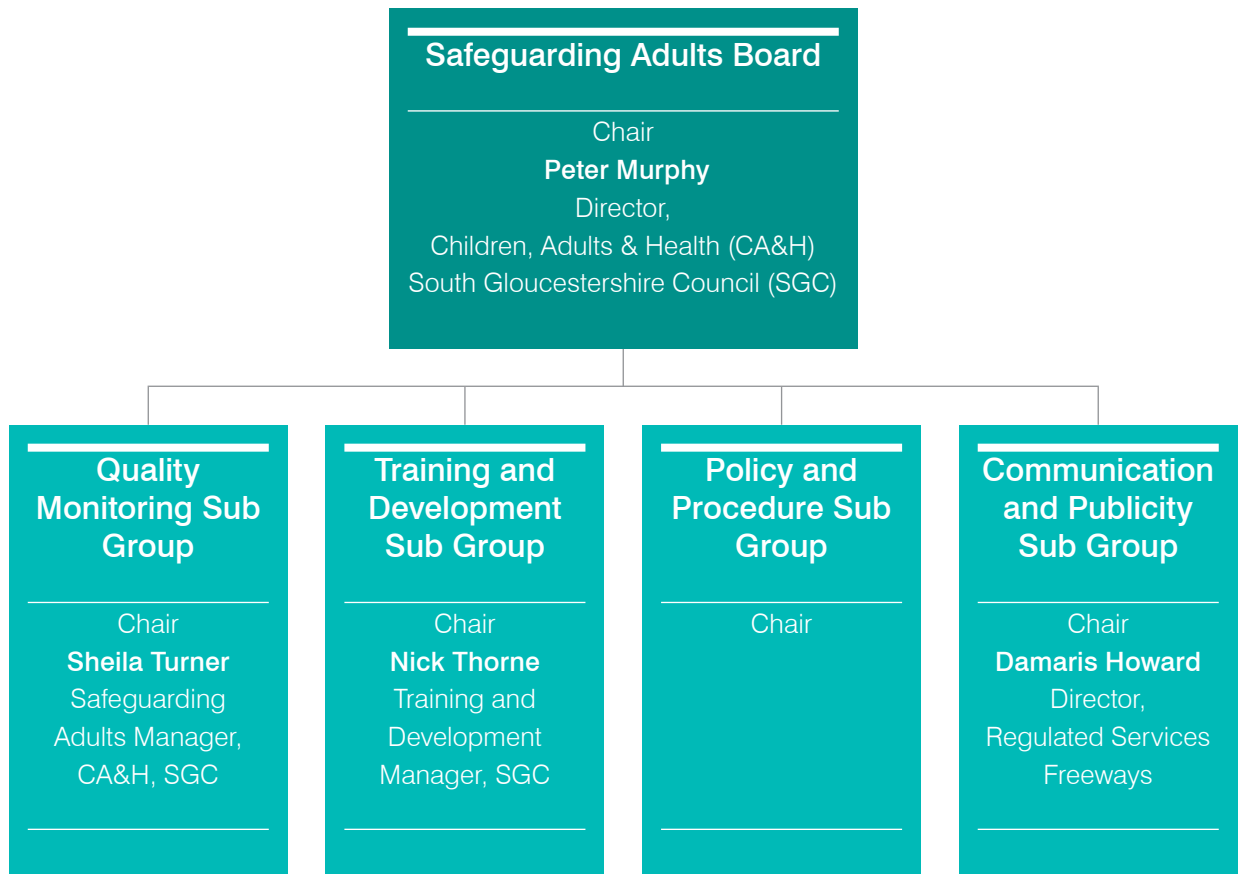 Safeguarding Adults Board
Chair
Peter Murphy
Director,
Children, Adults & Health (CA&H)
South Gloucestershire Council (SGC)
Quality
Monitoring Sub
Group
Chair
Sheila Turner
Safeguarding
Adults Manager,
CA&H, SGC
Training and
Development
Sub Group
Chair
Nick Thorne
Training and
Development
Manager, SGC
Policy and
Procedure Sub
Group
Chair
Communication
and Publicity
Sub Group
Chair
Damaris Howard
Director,
Regulated Services
Freeways